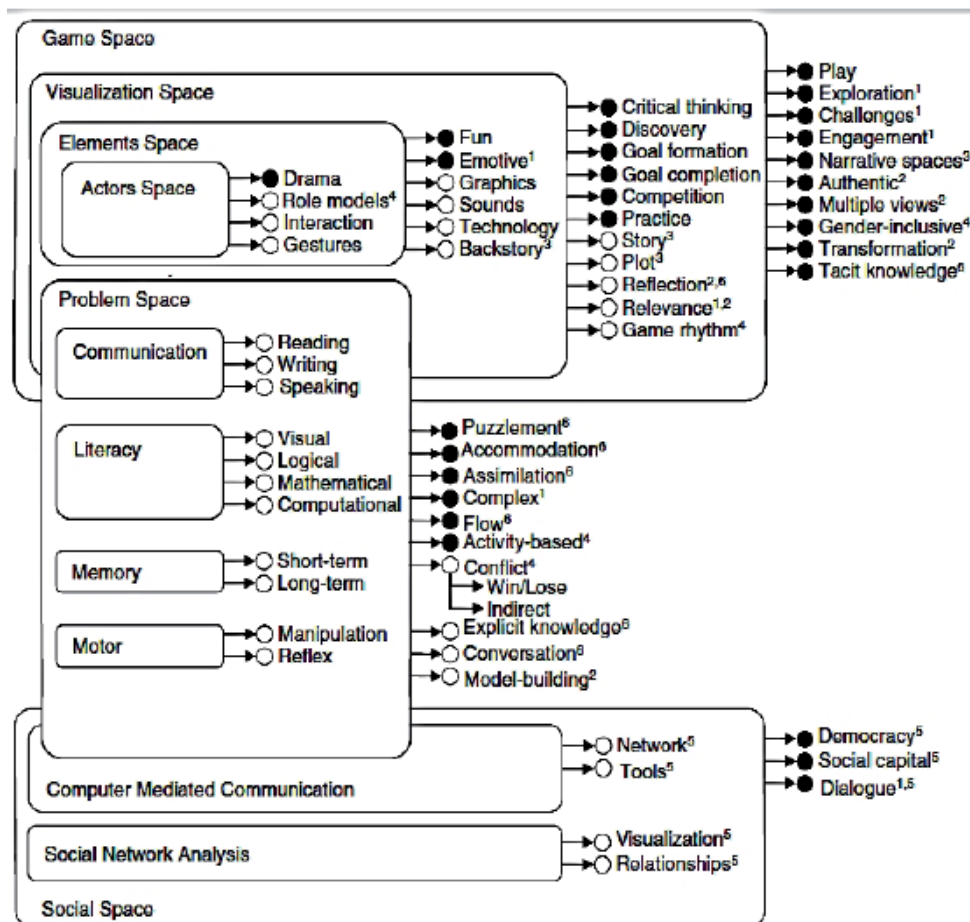 Game Space
Visualization Space
Elements Space
Actors Space
Drama
Role models⁴
Interaction
Gestures
Fun
Emotive¹
Graphics
Sounds
Technology
Backstory³
Critical thinking
Discovery
Goal formation
Goal completion
Competition
Practice
Story³
Plot³
Reflection²,⁶
Relevance¹,²
Game rhythm⁴
Play
Exploration¹
Challenges¹
Engagement¹
Narrative spaces³
Authentic²
Multiple views²
Gender-inclusive⁴
Transformation²
Tacit knowledge⁶
Problem Space
Communication
Reading
Writing
Speaking
Literacy
Visual
Logical
Mathematical
Computational
Memory
Short-term
Long-term
Motor
Manipulation
Reflex
Puzzlement⁶
Accommodation⁶
Assimilation⁶
Complex¹
Flow⁶
Activity-based⁴
Conflict⁴
Win/Lose
Indirect
Explicit knowledge⁶
Conversation⁶
Model-building²
Computer Mediated Communication
Network⁵
Tools⁵
Social Network Analysis
Visualization⁵
Relationships⁵
Social Space
Democracy⁵
Social capital⁵
Dialogue¹,⁵